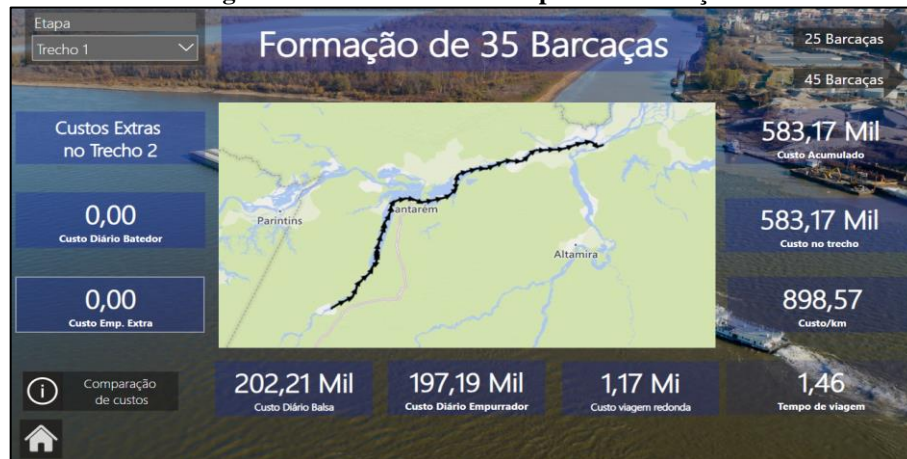 Etapa
Trecho 1
Formação de 35 Barcaças
25 Barcaças
45 Barcaças
Custos Extras
no Trecho 2
0,00
Custo Diário Batedor
0,00
Custo Emp. Extra
Parintins
antarém
Altamira
583,17 Mil
Custo Acumulado
583,17 Mil
Custo no trecho
898,57
Custo/km
Comparação
de custos
202,21 Mil
Custo Diário Balsa
197,19 Mil
Custo Diário Empurrador
1,17 Mi
Custo viagem redonda
1,46
Tempo de viagem